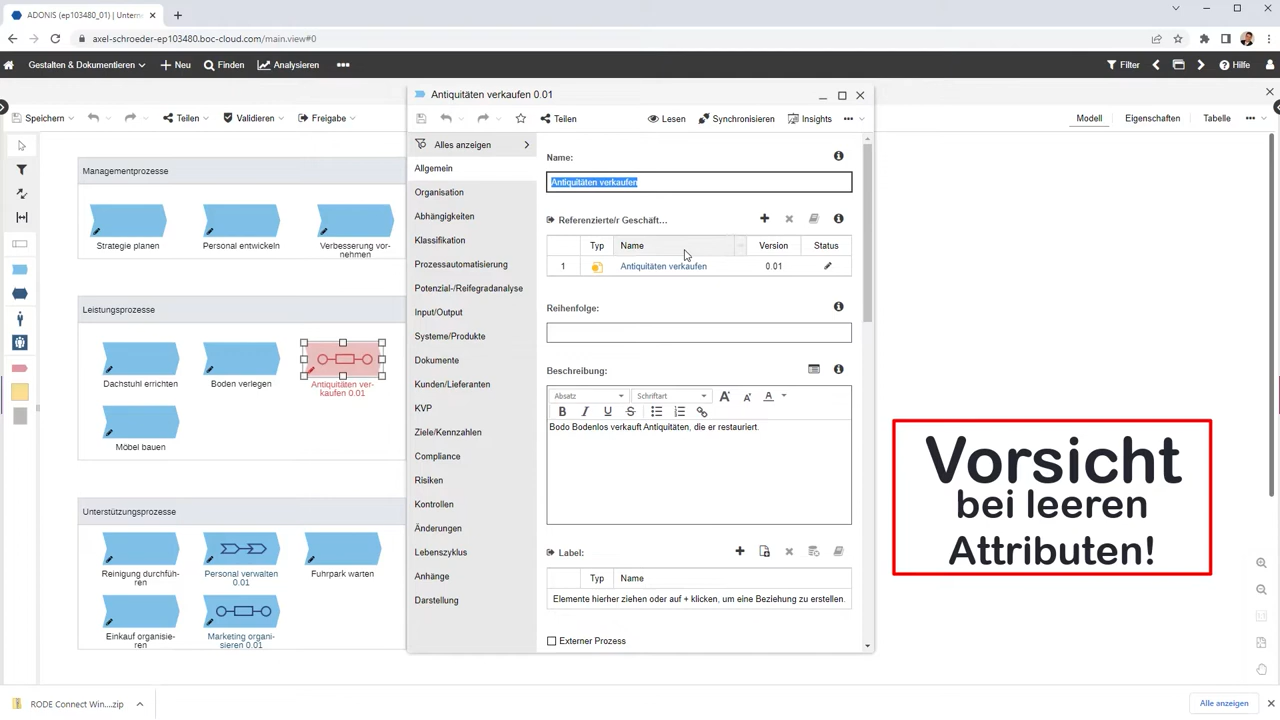 ADONIS (ep103480_01) | Untern
axel-schroeder-ep103480.boc-cloud.com/main.view#0
Gestalten & Dokumentieren
Neu
Finden
Analysieren
Filter
Hilfe
Speichern
Teilen
Validieren
Freigabe
Modell
Eigenschaften
Tabelle
Managementprozesse
Strategie planen
Personal entwickeln
Verbesserung vor-
nehmen
Leistungsprozesse
Dachstuhl errichten
Boden verlegen
Antiquitäten ver-
kaufen 0.01
Möbel bauen
Unterstützungsprozesse
Reinigung durchfüh-
ren
Personal verwalten
0.01
Fuhrpark warten
Einkauf organisie-
ren
Marketing organi-
sieren 0.01
Antiquitäten verkaufen 0.01
Teilen
Lesen
Synchronisieren
Insights
Alles anzeigen
Allgemein
Organisation
Abhängigkeiten
Klassifikation
Prozessautomatisierung
Potenzial-/Reifegradanalyse
Input/Output
Systeme/Produkte
Dokumente
Kunden/Lieferanten
KVP
Ziele/Kennzahlen
Compliance
Risiken
Kontrollen
Änderungen
Lebenszyklus
Anhänge
Darstellung
Name:
Antiquitäten verkaufen
Referenzierte/r Geschäft...
Typ Name Version Status
1 Antiquitäten verkaufen 0.01
Reihenfolge:
Beschreibung:
Absatz Schriftart A A A
B I U S
Bodo Bodenlos verkauft Antiquitäten, die er restauriert.
Label:
Typ Name
Elemente hierher ziehen oder auf + klicken, um eine Beziehung zu erstellen.
Externer Prozess
Vorsicht
bei leeren
Attributen!
RODE Connect Win....zip
Alle anzeigen